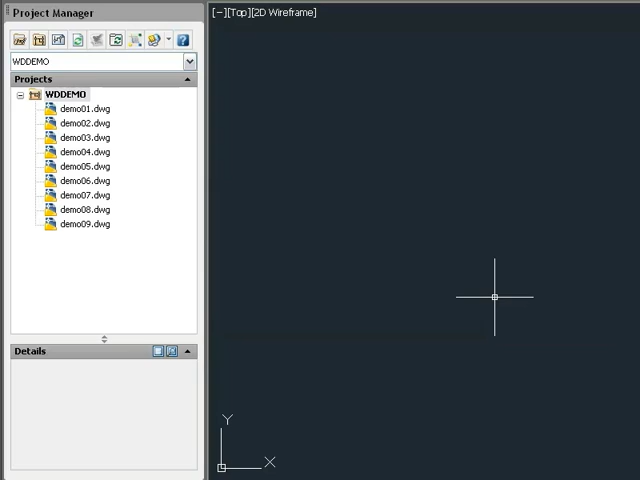 Project Manager
[−][Top][2D Wireframe]
?
WDDEMO
Projects
WDDEMO
demo01.dwg
demo02.dwg
demo03.dwg
demo04.dwg
demo05.dwg
demo06.dwg
demo07.dwg
demo08.dwg
demo09.dwg
Details
Y
X